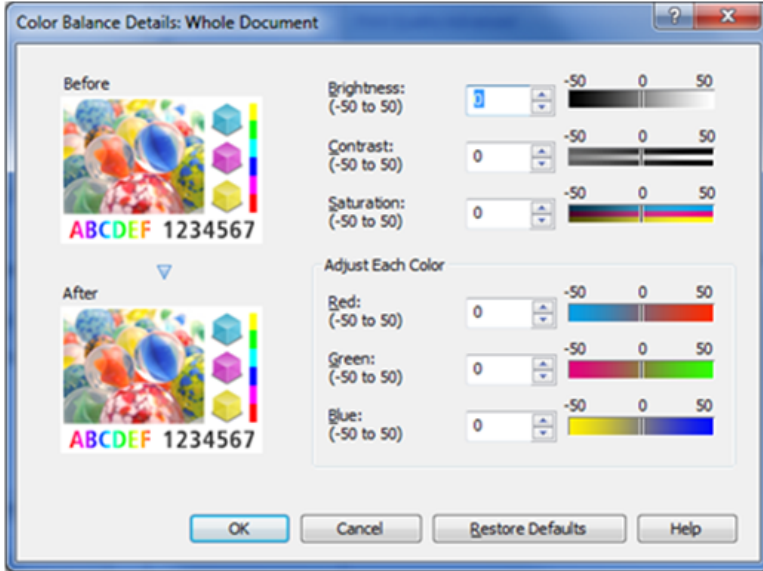 Color Balance Details: Whole Document
Before
ABCDEF 1234567
After
ABCDEF 1234567
Brightness:
(-50 to 50)
0
-50 0 50
Contrast:
(-50 to 50)
0
-50 0 50
Saturation:
(-50 to 50)
0
-50 0 50
Adjust Each Color
Red:
(-50 to 50)
0
-50 0 50
Green:
(-50 to 50)
0
-50 0 50
Blue:
(-50 to 50)
0
-50 0 50
OK Cancel Restore Defaults Help